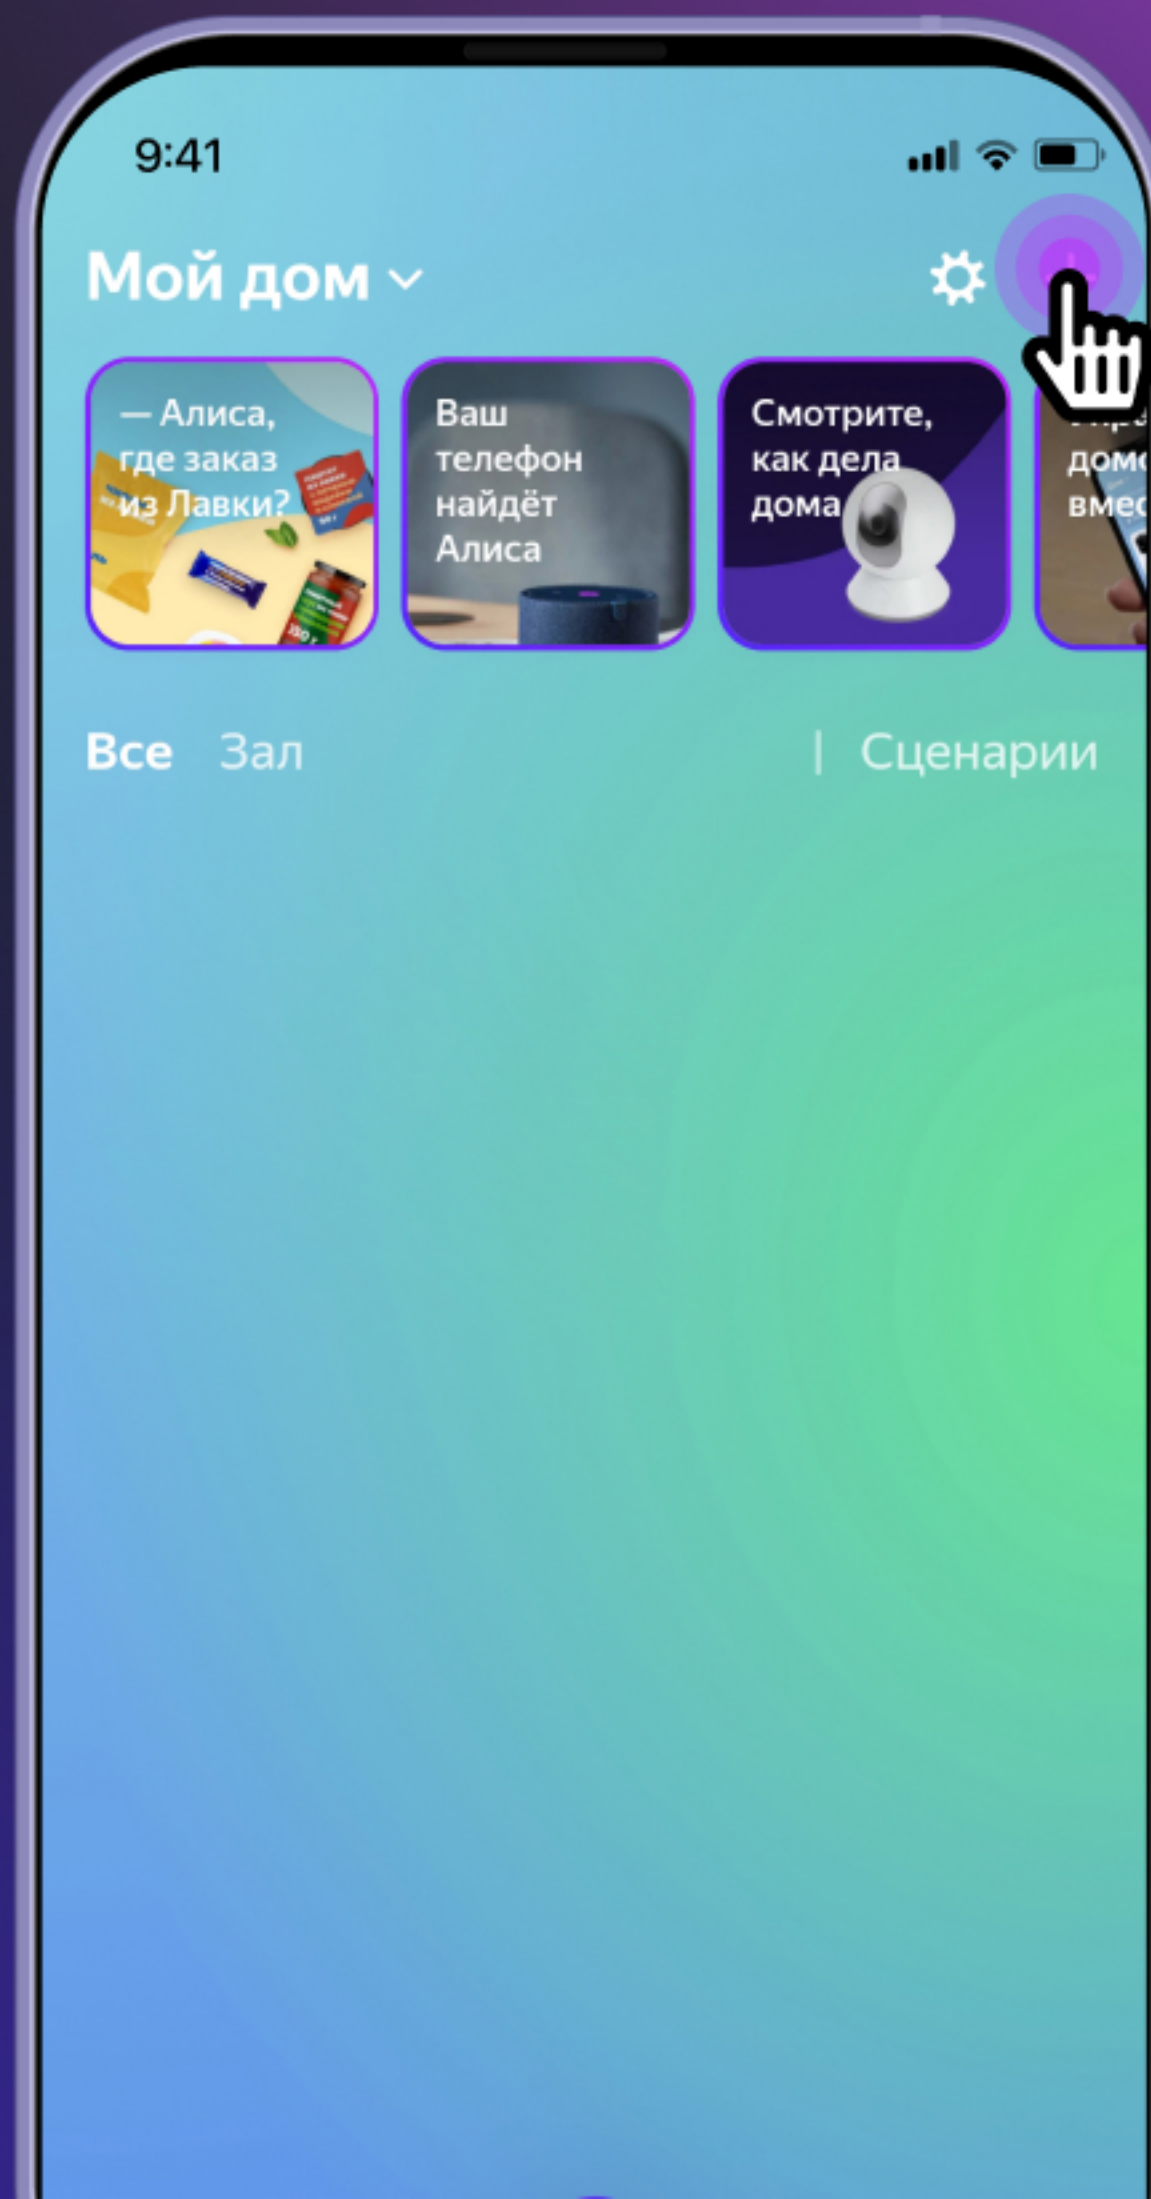 9:41
Мой дом
— Алиса,
где заказ
из Лавки?
Ваш
телефон
найдёт
Алиса
Смотрите,
как дела
дома
Все Зал | Сценарии